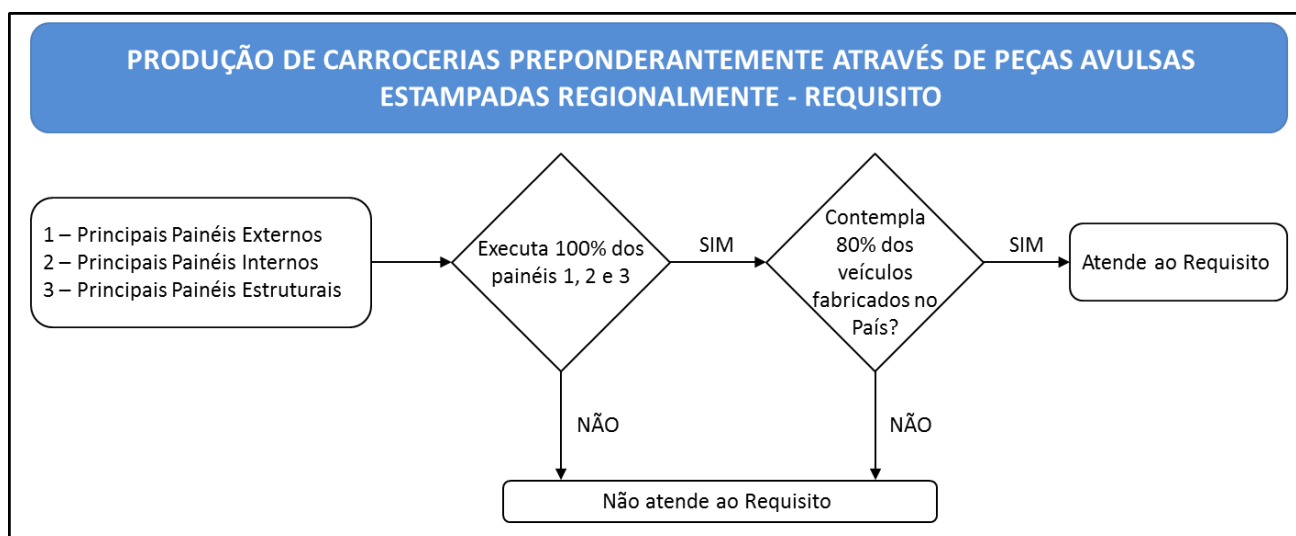 PRODUÇÃO DE CARROCERIAS PREPONDERANTEMENTE ATRAVÉS DE PEÇAS AVULSAS
ESTAMPADAS REGIONALMENTE - REQUISITO
1 – Principais Painéis Externos
2 – Principais Painéis Internos
3 – Principais Painéis Estruturais
Executa 100% dos
painéis 1, 2 e 3
SIM
Contempla
80% dos
veículos
fabricados no
País?
SIM
Atende ao Requisito
NÃO
NÃO
Não atende ao Requisito